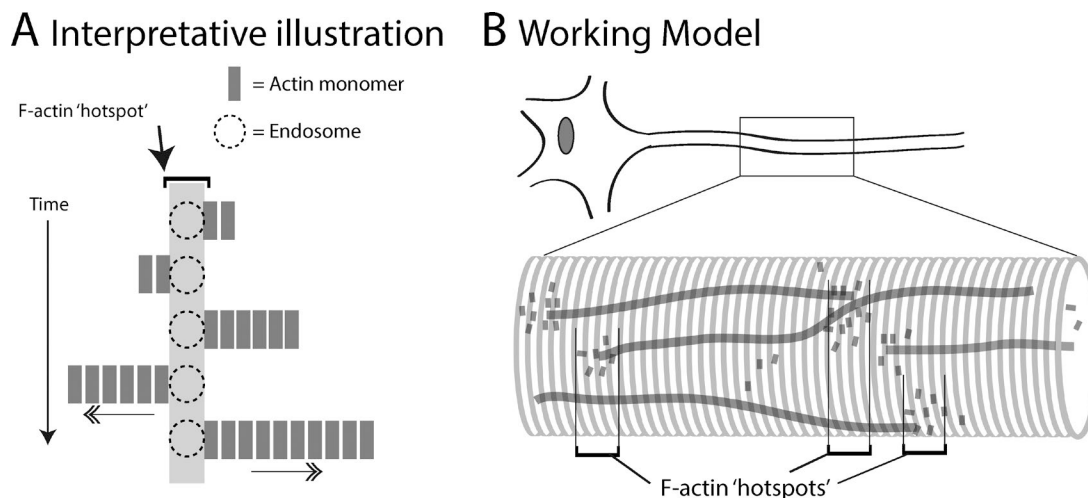 A Interpretative illustration
= Actin monomer
F-actin 'hotspot'
= Endosome
Time
B Working Model
F-actin 'hotspots'